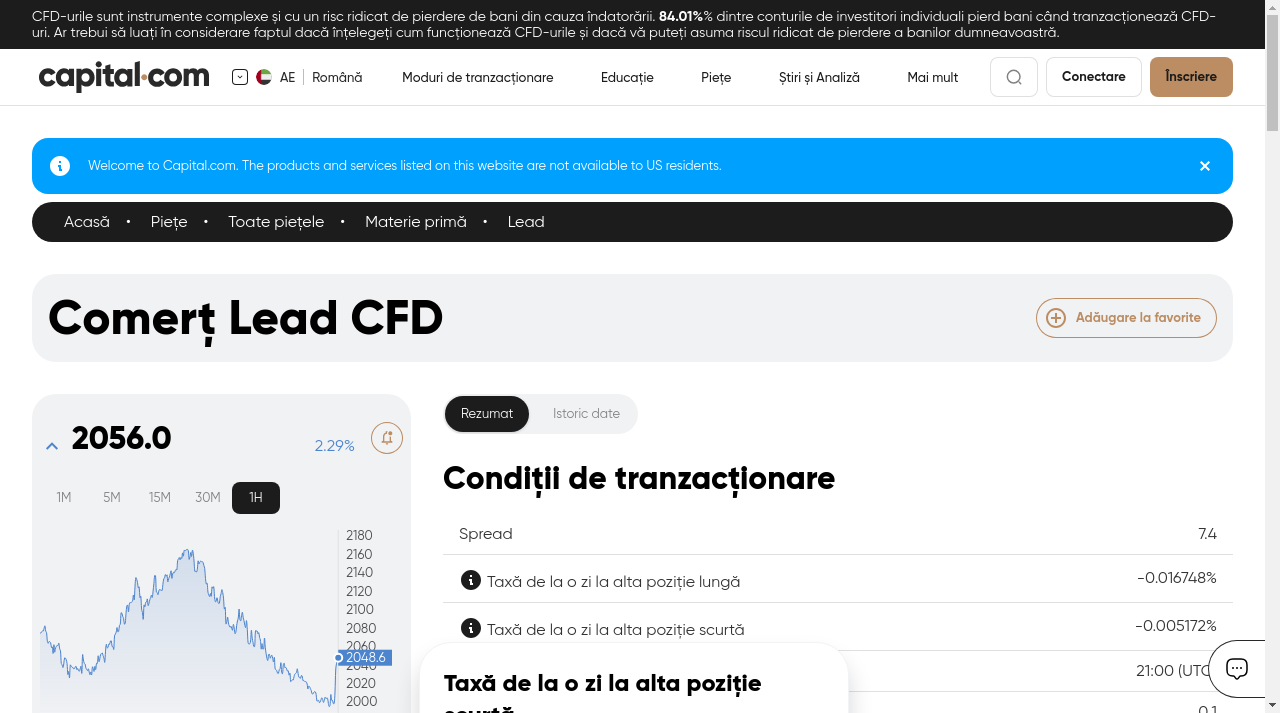 CFD-urile sunt instrumente complexe și cu un risc ridicat de pierdere de bani din cauza îndatorării. 84.01%% dintre conturile de investitori individuali pierd bani când tranzacționează CFD-
uri. Ar trebui să luați în considerare faptul dacă înțelegeți cum funcționează CFD-urile și dacă vă puteți asuma riscul ridicat de pierdere a banilor dumneavoastră.
capital.com
AE
Română
Moduri de tranzacționare
Educație
Piețe
Știri și Analiză
Mai mult
Conectare
Înscriere
Welcome to Capital.com. The products and services listed on this website are not available to US residents.
Acasă • Piețe • Toate piețele • Materie primă • Lead
Comerț Lead CFD
Adăugare la favorite
2056.0
2.29%
1M 5M 15M 30M 1H
2180
2160
2140
2120
2100
2080
2060
2048.6
2040
2020
2000
Rezumat
Istoric date
Condiții de tranzacționare
Spread 7.4
Taxă de la o zi la alta poziție lungă -0.016748%
Taxă de la o zi la alta poziție scurtă -0.005172%
21:00 (UTC)
0.1
Taxă de la o zi la alta poziție
scurtă